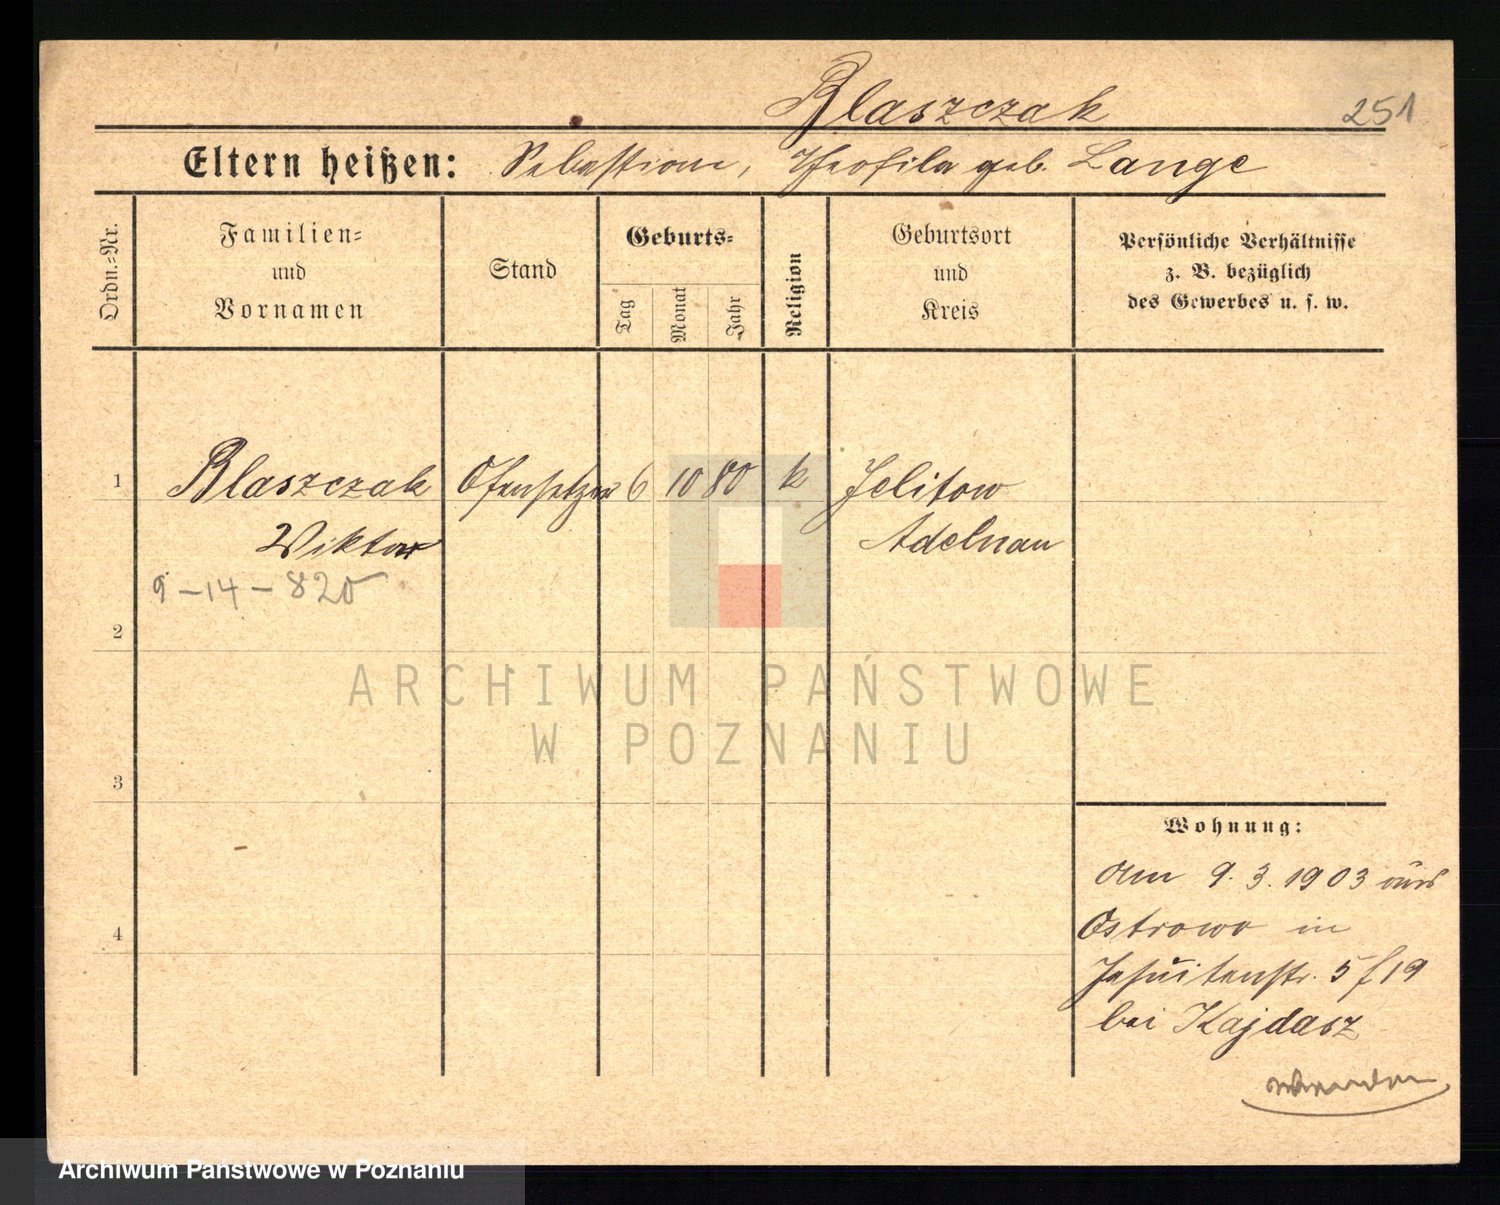 Blaszczak
251
Eltern heißen: Sebastian, Theofila geb. Lange
Ordn.-Nr.
Familien-
und
Vornamen
Stand
Geburts-
Tag
Monat
Jahr
Religion
Geburtsort
und
Kreis
Persönliche Verhältnisse
z. B. bezüglich
des Gewerbes u. s. w.
1 Blaszczak Ofensetzer 6 10 80 k Jelitow
Wiktor Adelnau
9-14-820
2
ARCHIWUM PAŃSTWOWE
W POZNANIU
3
Wohnung:
Am 9.3.1903 aus
4 Ostrowo in
Jesuitenstr. 5 f 19
bei Kajdasz
Archiwum Państwowe w Poznaniu